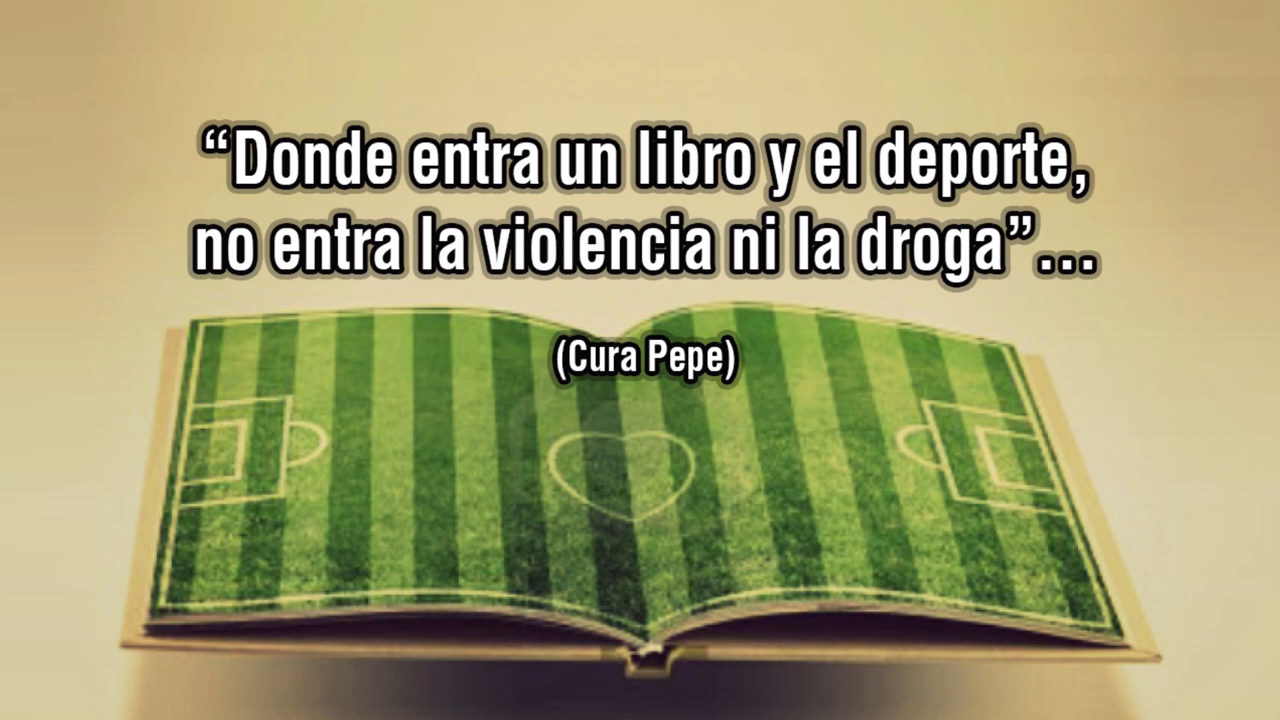 “Donde entra un libro y el deporte,
no entra la violencia ni la droga”...
(Cura Pepe)